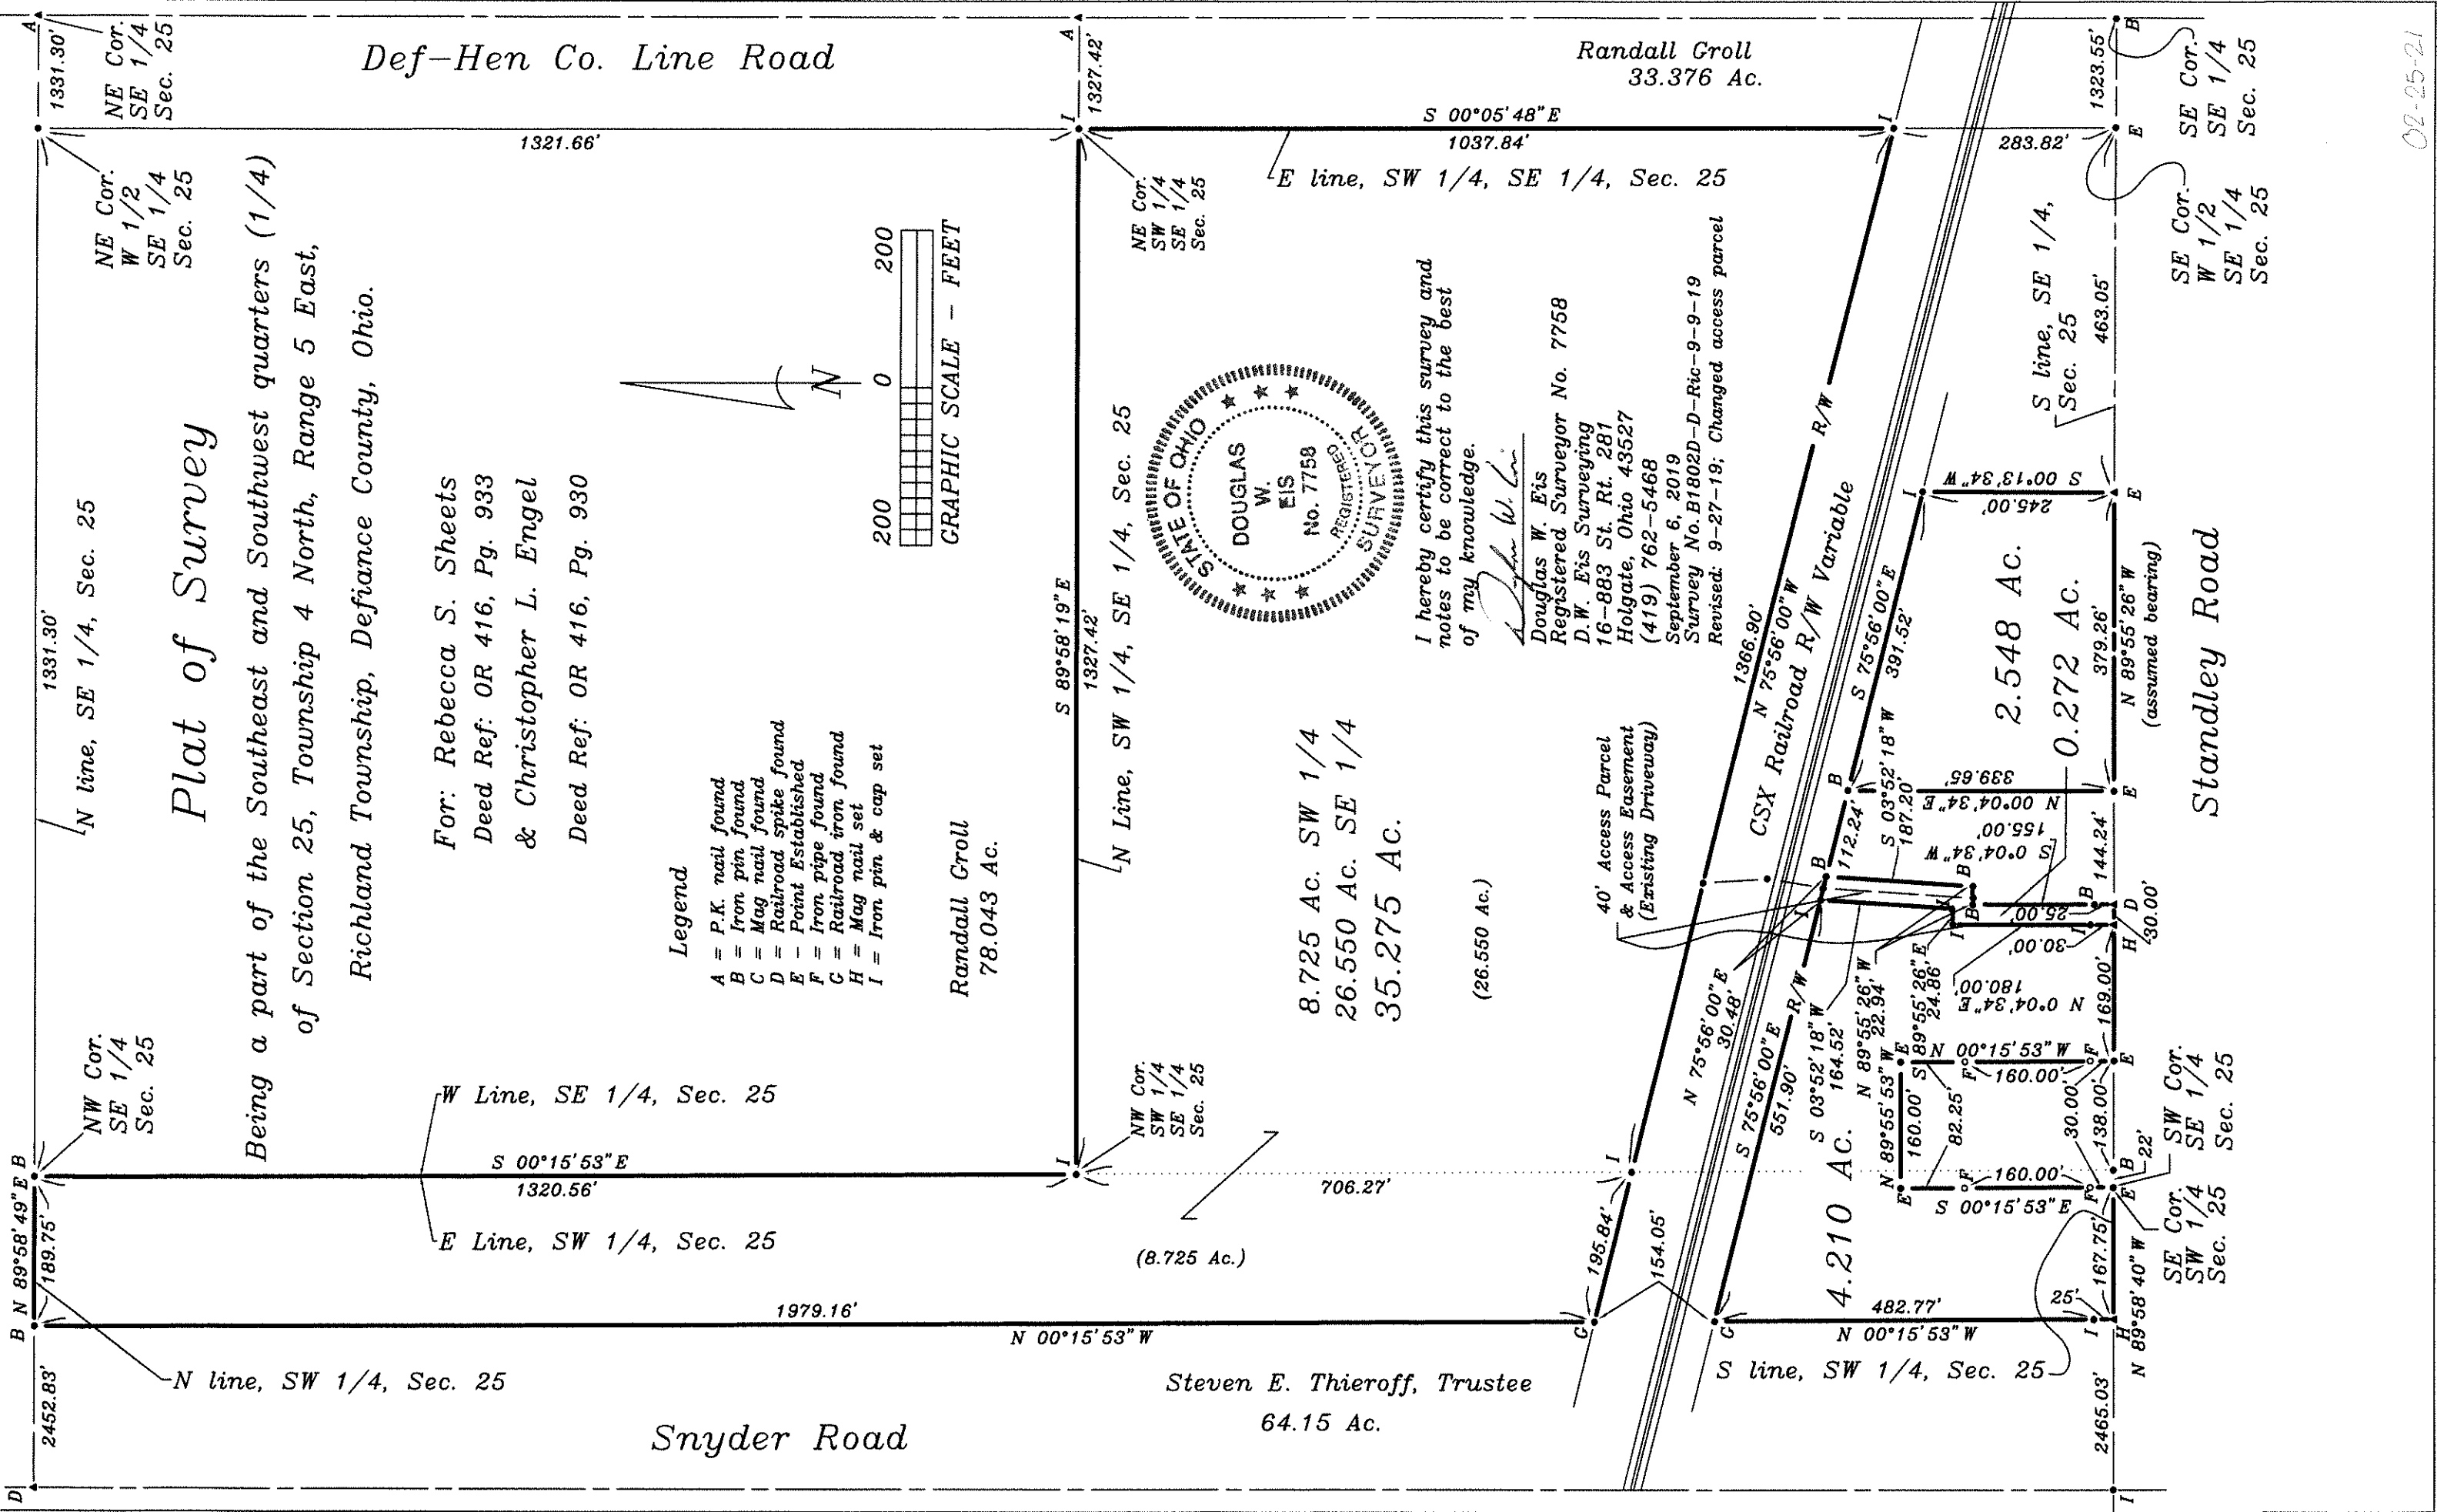 Plat of Survey
Being a part of the Southeast and Southwest quarters (1/4)
of Section 25, Township 4 North, Range 5 East,
Richland Township, Defiance County, Ohio.
For: Rebecca S. Sheets
Deed Ref: OR 416, Pg. 933
& Christopher L. Engel
Deed Ref: OR 416, Pg. 930
Legend
A = P.K. nail found
B = Iron pin found
C = Mag nail found
D = Railroad spike found
E - Point Established
F = Iron pipe found
G = Railroad iron found
H = Mag nail set
I = Iron pin & cap set
N
200 0 200
GRAPHIC SCALE - FEET
Randall Groll
78.043 Ac.
Def-Hen Co. Line Road
Randall Groll
33.376 Ac.
Snyder Road
Steven E. Thieroff, Trustee
64.15 Ac.
Standley Road
D
2452.83'
B
N 89°58'49" E
189.75'
B
NW Cor.
SE 1/4
Sec. 25
1331.30'
N line, SE 1/4, Sec. 25
NE Cor.
W 1/2
SE 1/4
Sec. 25
1331.30'
A
NE Cor.
SE 1/4
Sec. 25
N line, SW 1/4, Sec. 25
W Line, SE 1/4, Sec. 25
S 00°15'53" E
1320.56'
E Line, SW 1/4, Sec. 25
1979.16'
N 00°15'53" W
1321.66'
I
NW Cor.
SW 1/4
SE 1/4
Sec. 25
S 89°58'19" E
1327.42'
N Line, SW 1/4, SE 1/4, Sec. 25
I
NE Cor.
SW 1/4
SE 1/4
Sec. 25
1327.42'
A
S 00°05'48" E
1037.84'
E line, SW 1/4, SE 1/4, Sec. 25
I
283.82'
706.27'
(8.725 Ac.)
8.725 Ac. SW 1/4
26.550 Ac. SE 1/4
35.275 Ac.
(26.550 Ac.)
STATE OF OHIO
DOUGLAS
W.
EIS
No. 7758
REGISTERED
SURVEYOR
I hereby certify this survey and
notes to be correct to the best
of my knowledge.
Douglas W. Eis
Registered Surveyor No. 7758
D.W. Eis Surveying
16-883 St. Rt. 281
Holgate, Ohio 43527
(419) 762-5468
September 6, 2019
Survey No.B1802D-D-Ric-9-9-19
Revised: 9-27-19; Changed access parcel
G
195.84'
I
1366.90'
N 75°56'00" W
R/W
CSX Railroad R/W Variable
154.05'
G
S 75°56'00" E
551.90'
R/W
N 75°56'00" E
30.48'
40' Access Parcel
& Access Easement
(Existing Driveway)
I
B
112.24'
B
S 75°56'00" E
391.52'
I
S 00°13'34" W
245.00'
4.210 Ac.
482.77'
N 00°15'53" W
25'
I
H
S 03°52'18" W
164.52'
N 89°55'26" W
22.94'
S 89°55'26" E
24.86'
N 0°04'34" E
180.00'
30.00'
S 03°52'18" W
187.20'
S 0°04'34" W
155.00'
25.00'
I
I
B
B
I
B
N 00°04'34" E
339.65'
N 89°55'53" W
160.00'
E
E
82.25'
F
F
N 00°15'53" W
160.00'
F
160.00'
F
S 00°15'53" E
30.00'
2.548 Ac.
0.272 Ac.
I
2465.03'
N 89°58'40" W
167.75'
E
22'
B
138.00'
E
169.00'
H
30.00'
D
144.24'
E
379.26'
N 89°55'26" W
(assumed bearing)
E
463.05'
E
1323.55'
B
S line, SW 1/4, Sec. 25
SE Cor.
SW 1/4
Sec. 25
SW Cor.
SE 1/4
Sec. 25
S line, SE 1/4,
Sec. 25
SE Cor.
W 1/2
SE 1/4
Sec. 25
SE Cor.
SE 1/4
Sec. 25
02-25-21